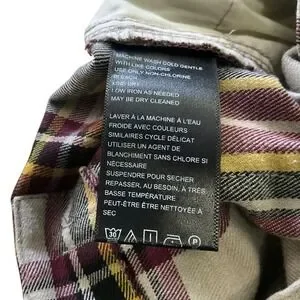 MACHINE WASH COLD GENTLE
WITH LIKE COLORS
USE ONLY NON-CHLORINE
BLEACH
LINE DRY
LOW IRON AS NEEDED
MAY BE DRY CLEANED
LAVER À LA MACHINE À L'EAU
FROIDE AVEC COULEURS
SIMILAIRES CYCLE DÉLICAT
UTILISER UN AGENT DE
BLANCHIMENT SANS CHLORE SI
NÉCESSAIRE
SUSPENDRE POUR SECHER
REPASSER, AU BESOIN, À TRÈS
BASSE TEMPÉRATURE
PEUT-ÊTRE ÊTRE NETTOYÉE À
SEC
30 P